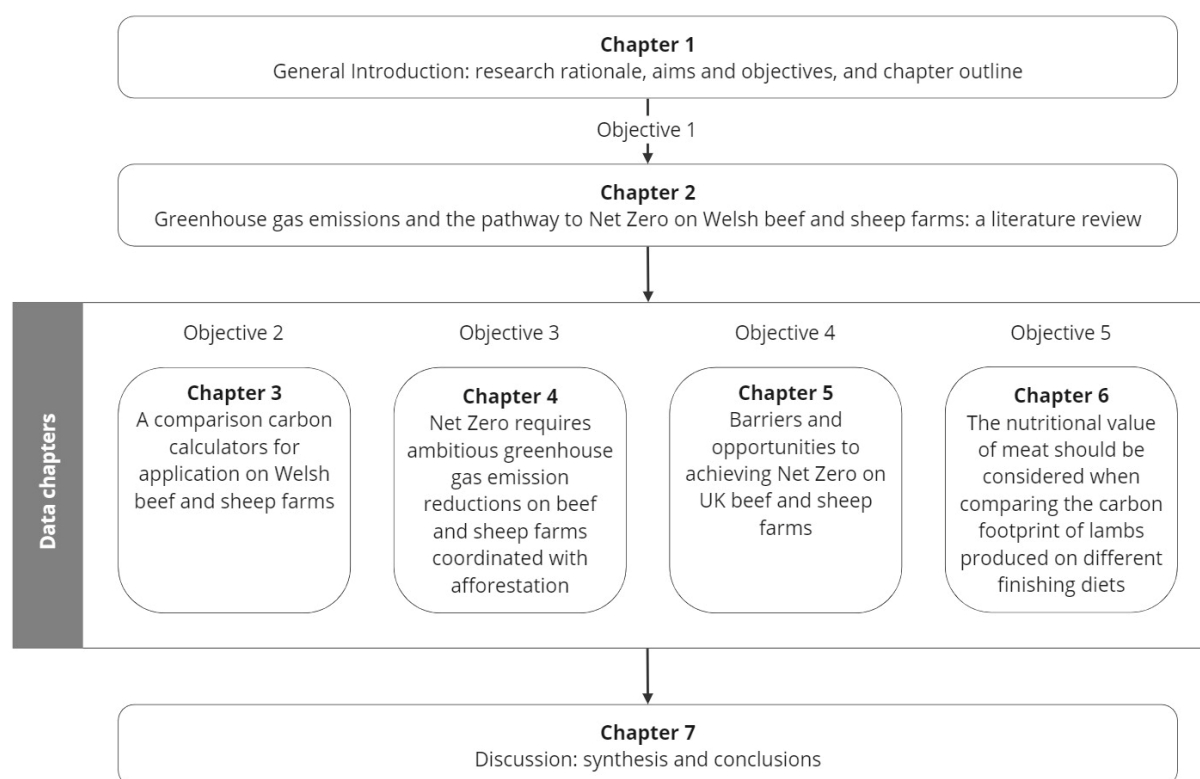 Chapter 1
General Introduction: research rationale, aims and objectives, and chapter outline
Objective 1
Chapter 2
Greenhouse gas emissions and the pathway to Net Zero on Welsh beef and sheep farms: a literature review
Data chapters
Objective 2
Chapter 3
A comparison carbon
calculators for
application on Welsh
beef and sheep farms
Objective 3
Chapter 4
Net Zero requires
ambitious greenhouse
gas emission
reductions on beef
and sheep farms
coordinated with
afforestation
Objective 4
Chapter 5
Barriers and
opportunities to
achieving Net Zero on
UK beef and sheep
farms
Objective 5
Chapter 6
The nutritional value
of meat should be
considered when
comparing the carbon
footprint of lambs
produced on different
finishing diets
Chapter 7
Discussion: synthesis and conclusions